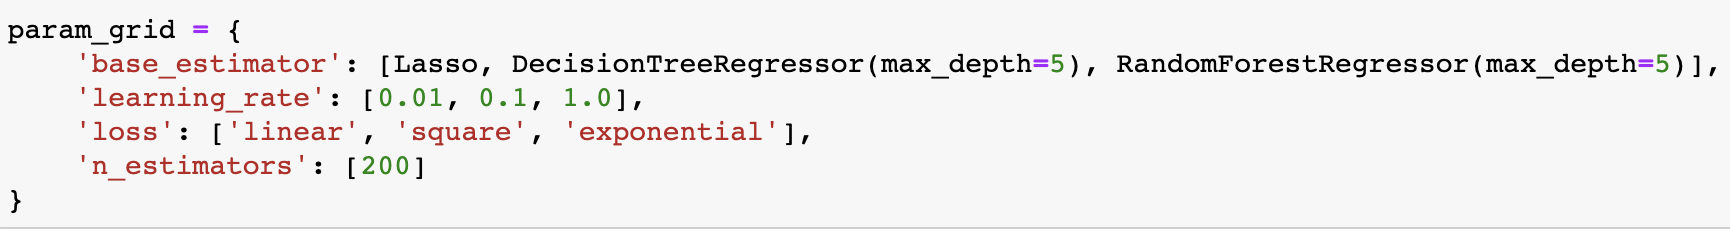 param_grid = {
    'base_estimator': [Lasso, DecisionTreeRegressor(max_depth=5), RandomForestRegressor(max_depth=5)],
    'learning_rate': [0.01, 0.1, 1.0],
    'loss': ['linear', 'square', 'exponential'],
    'n_estimators': [200]
}